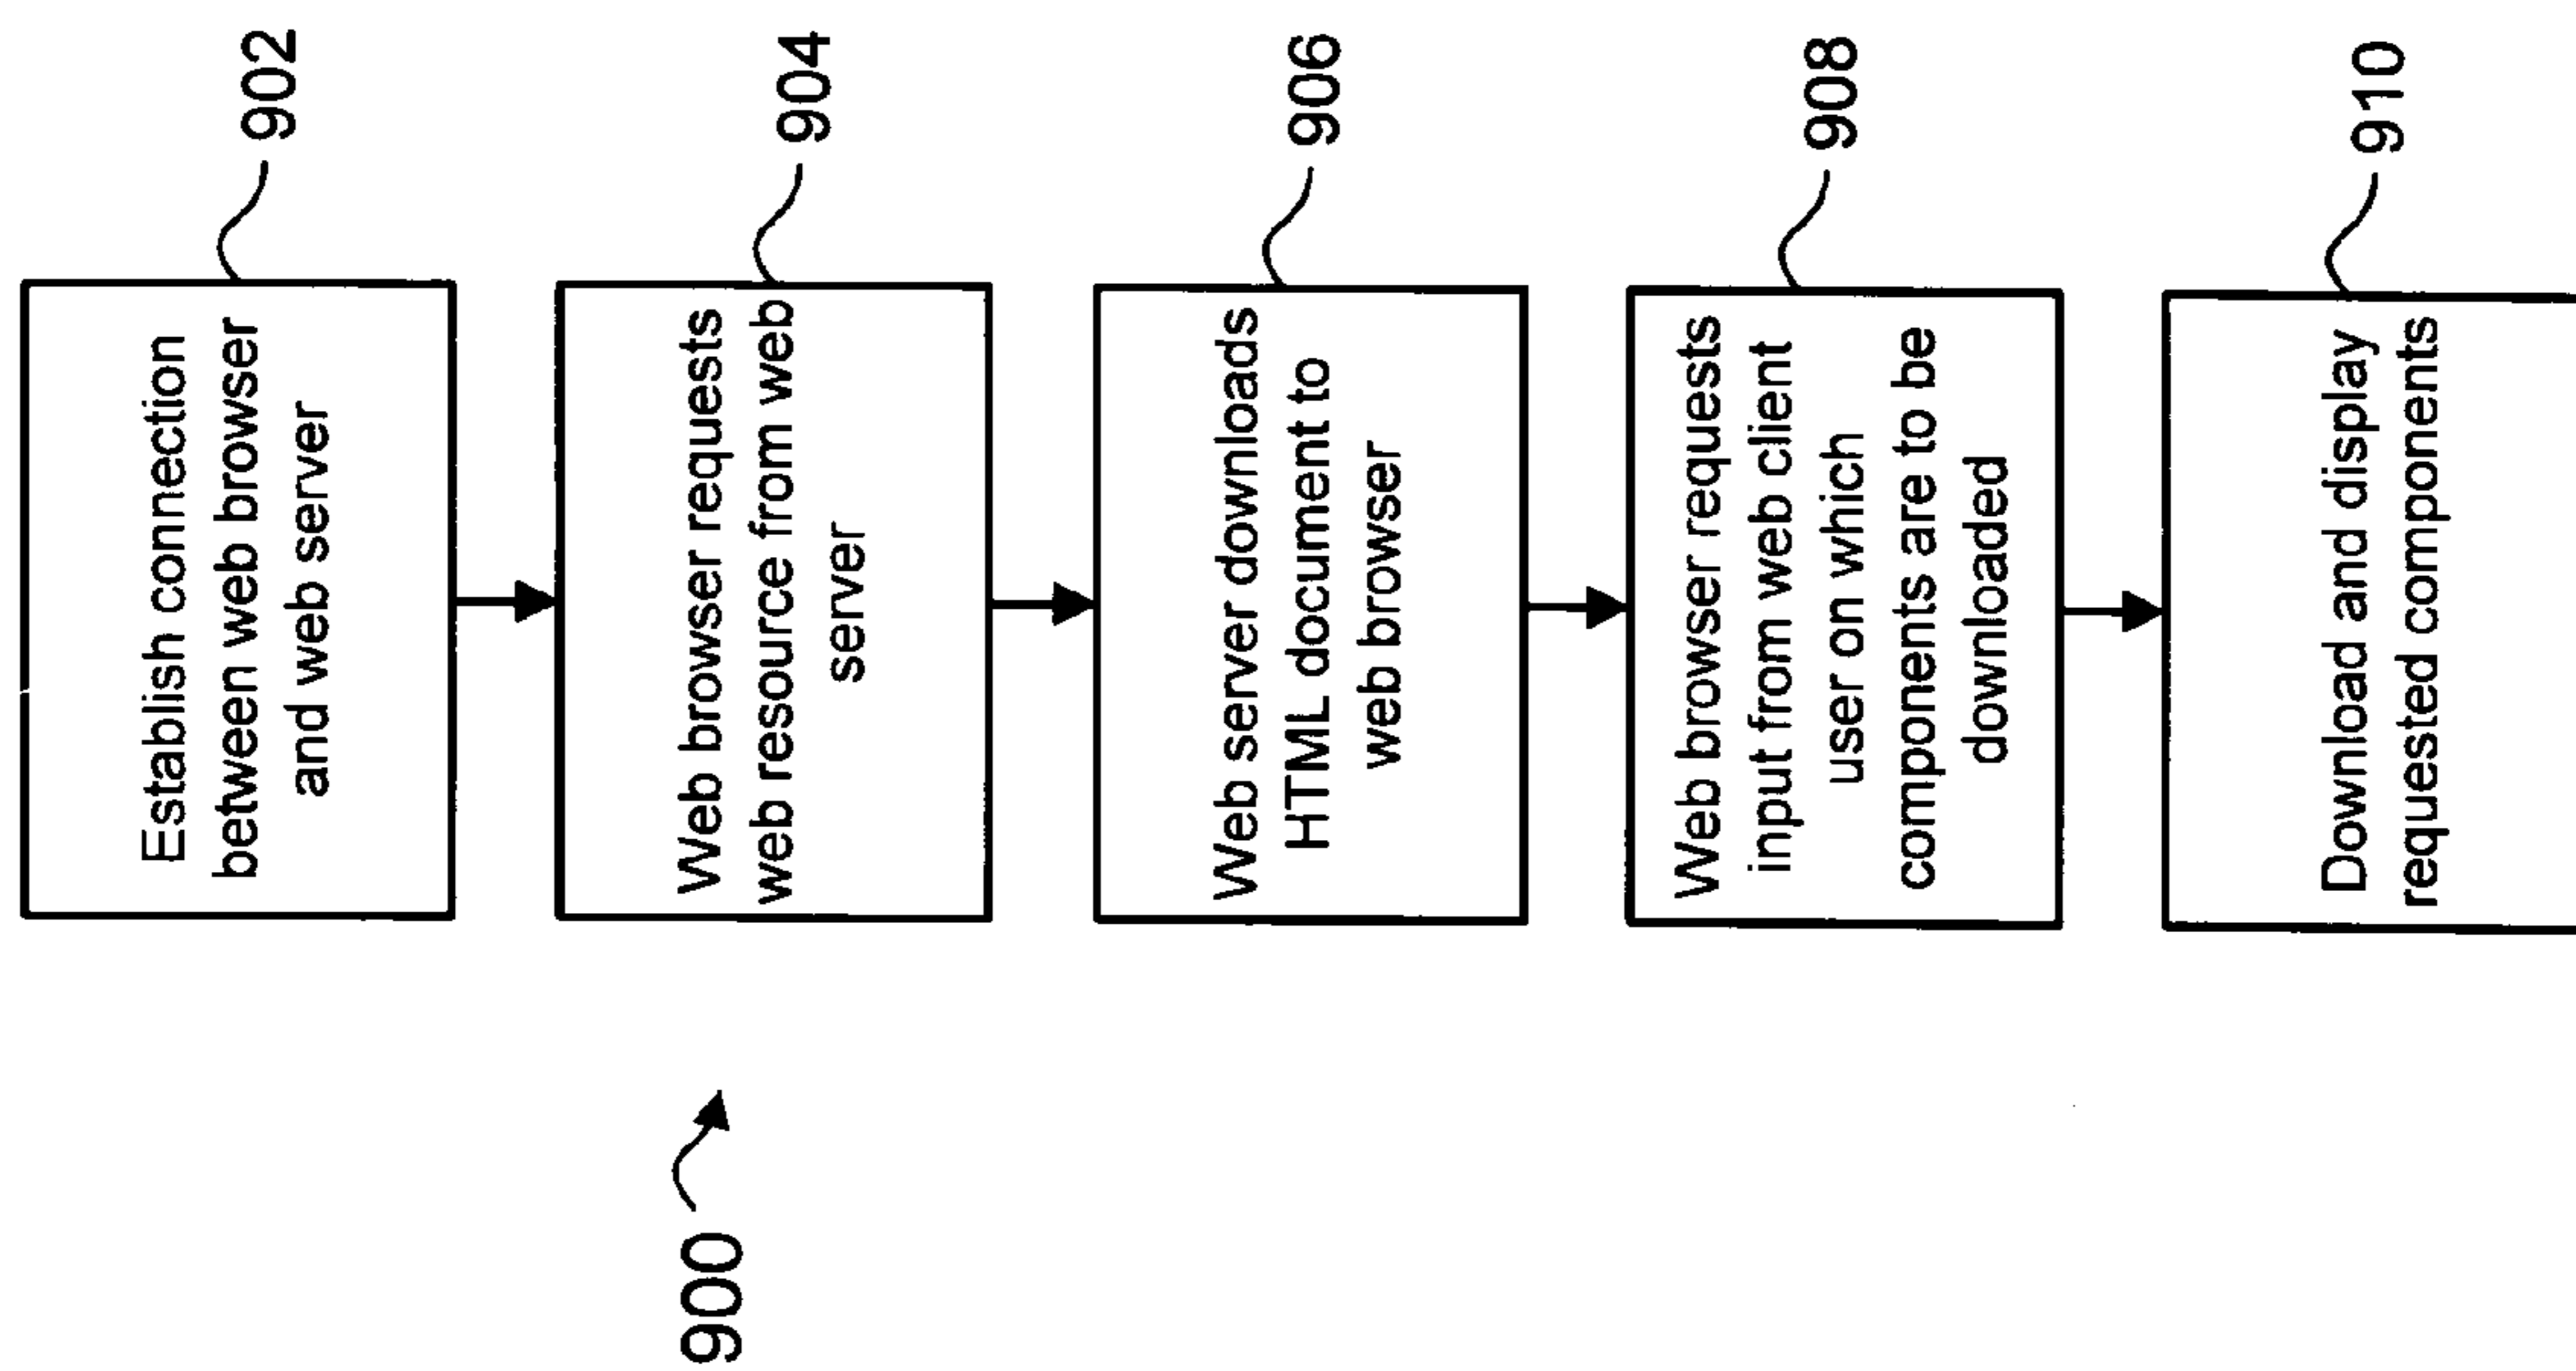 Establish connection
between web browser
and web server
902
Web browser requests
web resource from web
server
904
900
Web server downloads
HTML document to
web browser
906
Web browser requests
input from web client
user on which
components are to be
downloaded
908
Download and display
requested components
910